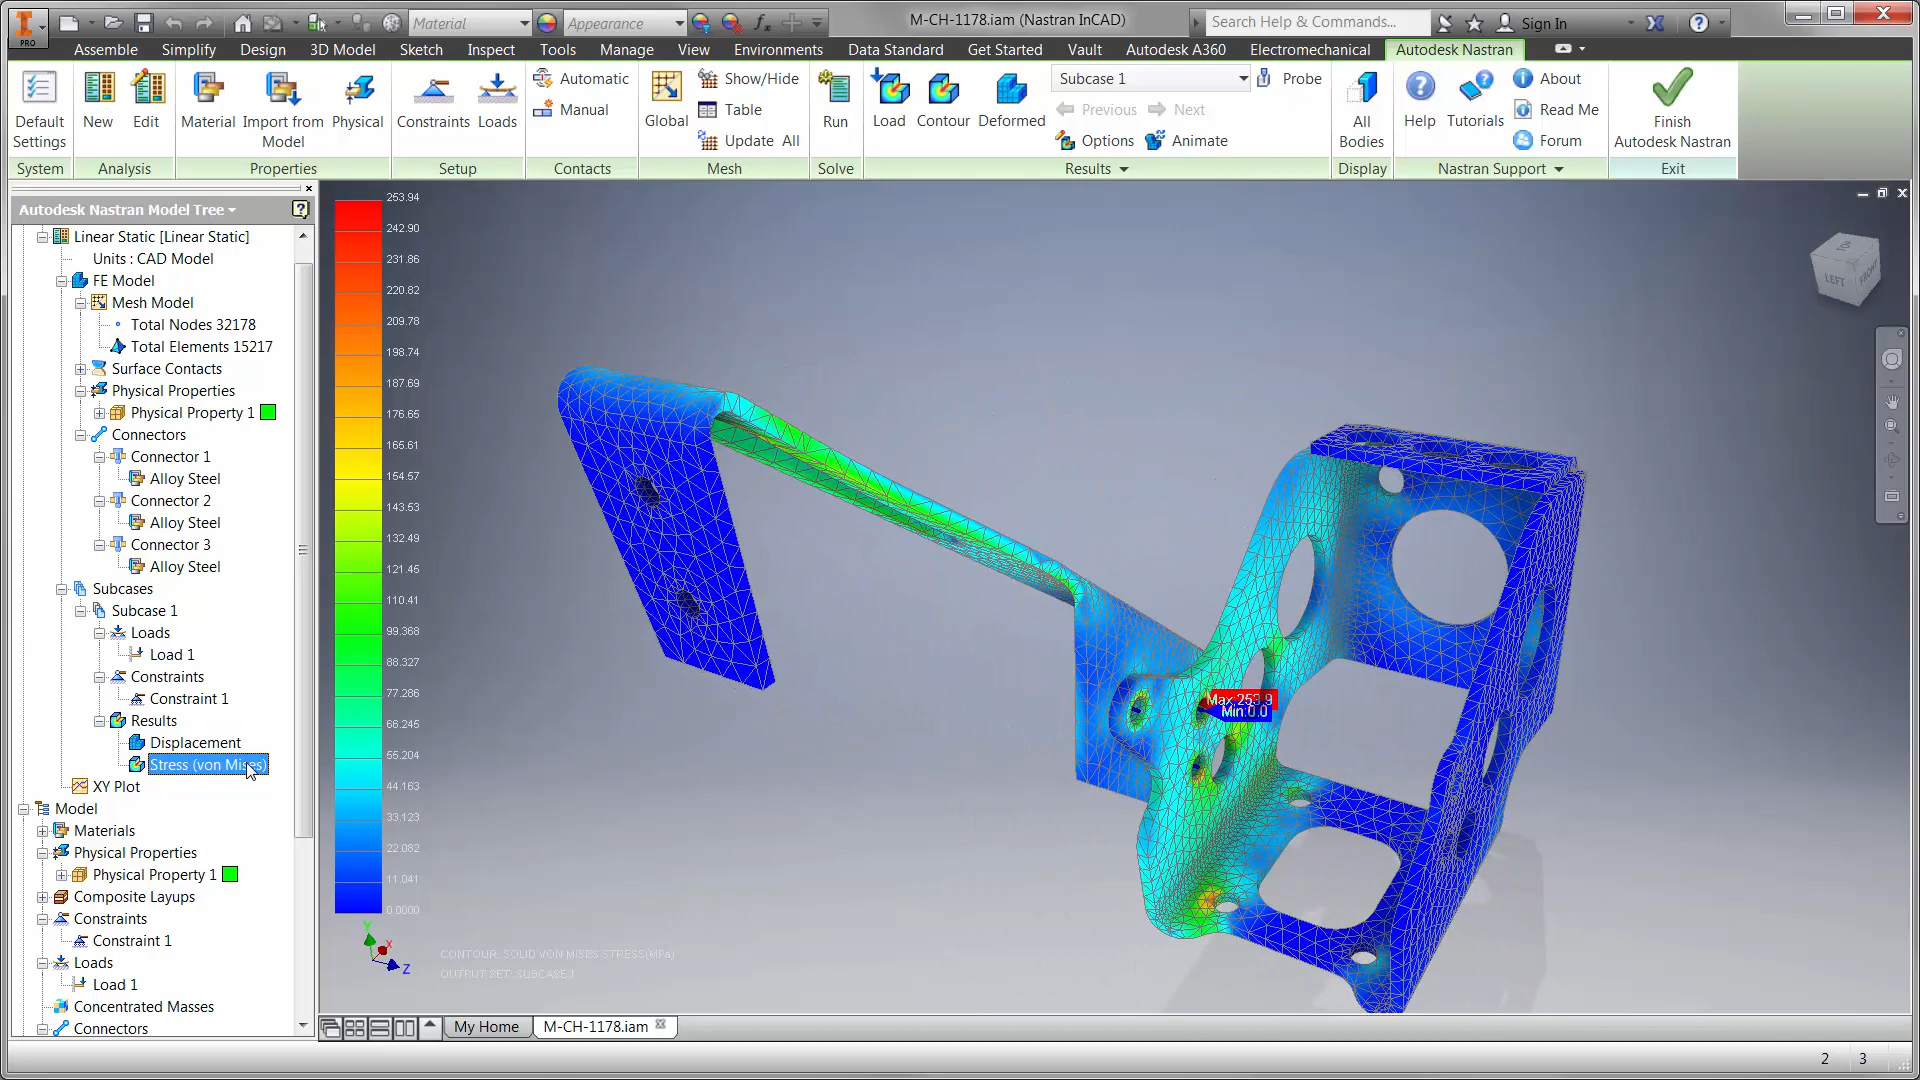 Material
Appearance
M-CH-1178.iam (Nastran InCAD)
Search Help & Commands...
Sign In
PRO
Assemble
Simplify
Design
3D Model
Sketch
Inspect
Tools
Manage
View
Environments
Data Standard
Get Started
Vault
Autodesk A360
Electromechanical
Autodesk Nastran
Default
Settings
New
Edit
Material
Import from
Model
Physical
Constraints
Loads
Automatic
Manual
Global
Show/Hide
Table
Update All
Run
Load
Contour
Deformed
Subcase 1
Previous
Next
Options
Animate
Probe
All
Bodies
Help
Tutorials
About
Read Me
Forum
Finish
Autodesk Nastran
System
Analysis
Properties
Setup
Contacts
Mesh
Solve
Results
Display
Nastran Support
Exit
Autodesk Nastran Model Tree
Linear Static [Linear Static]
Units : CAD Model
FE Model
Mesh Model
Total Nodes 32178
Total Elements 15217
Surface Contacts
Physical Properties
Physical Property 1
Connectors
Connector 1
Alloy Steel
Connector 2
Alloy Steel
Connector 3
Alloy Steel
Subcases
Subcase 1
Loads
Load 1
Constraints
Constraint 1
Results
Displacement
Stress (von Mises)
XY Plot
Model
Materials
Physical Properties
Physical Property 1
Composite Layups
Constraints
Constraint 1
Loads
Load 1
Concentrated Masses
Connectors
253.94
242.90
231.86
220.82
209.78
198.74
187.69
176.65
165.61
154.57
143.53
132.49
121.45
110.41
99.368
88.327
77.286
66.245
55.204
44.163
33.123
22.082
11.041
0.0000
Max:253.9
Min:0.0
TOP
LEFT
FRONT
Y
X
Z
CONTOUR: SOLID VON MISES STRESS(MPa)
OUTPUT SET: SUBCASE 1
My Home
M-CH-1178.iam
2
3